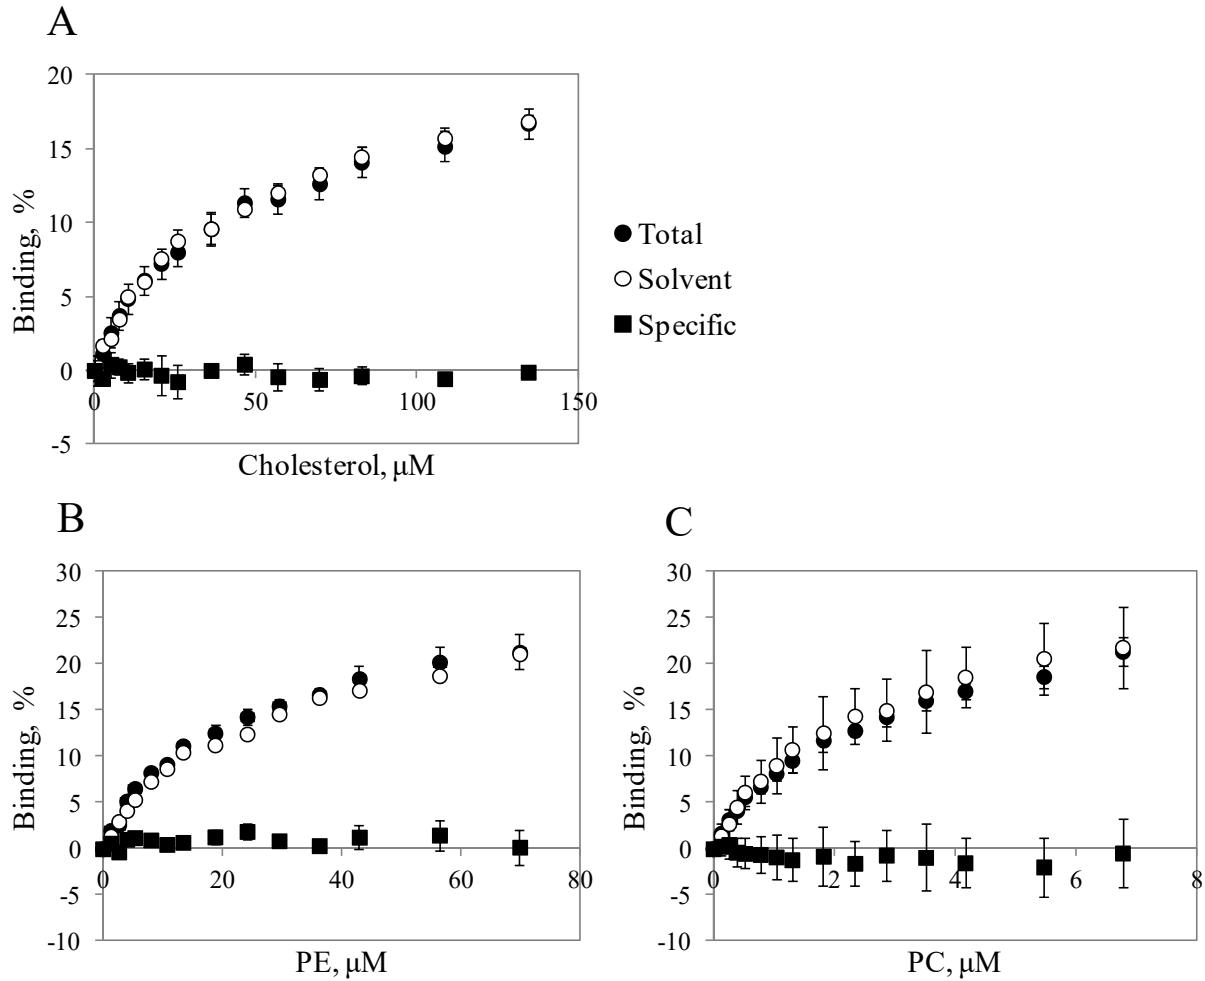 A
20
15
10
5
0
-5
0 50 100 150
Binding, %
Cholesterol, μM
Total
Solvent
Specific
B
30
25
20
15
10
5
0
-5
-10
0 20 40 60 80
Binding, %
PE, μM
C
30
25
20
15
10
5
0
-5
-10
0 2 4 6 8
Binding, %
PC, μM